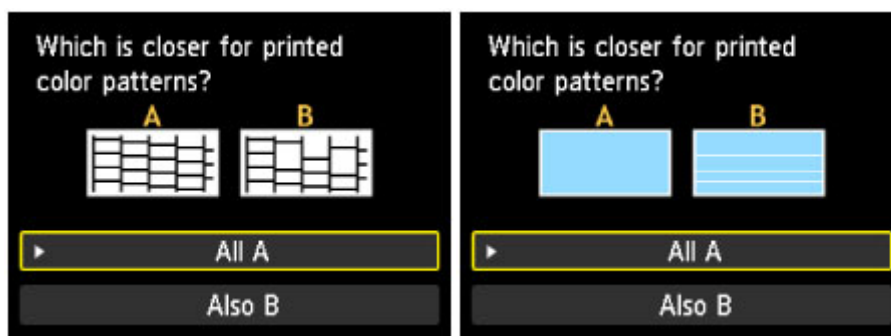 Which is closer for printed
color patterns?
A B
All A
Also B
Which is closer for printed
color patterns?
A B
All A
Also B